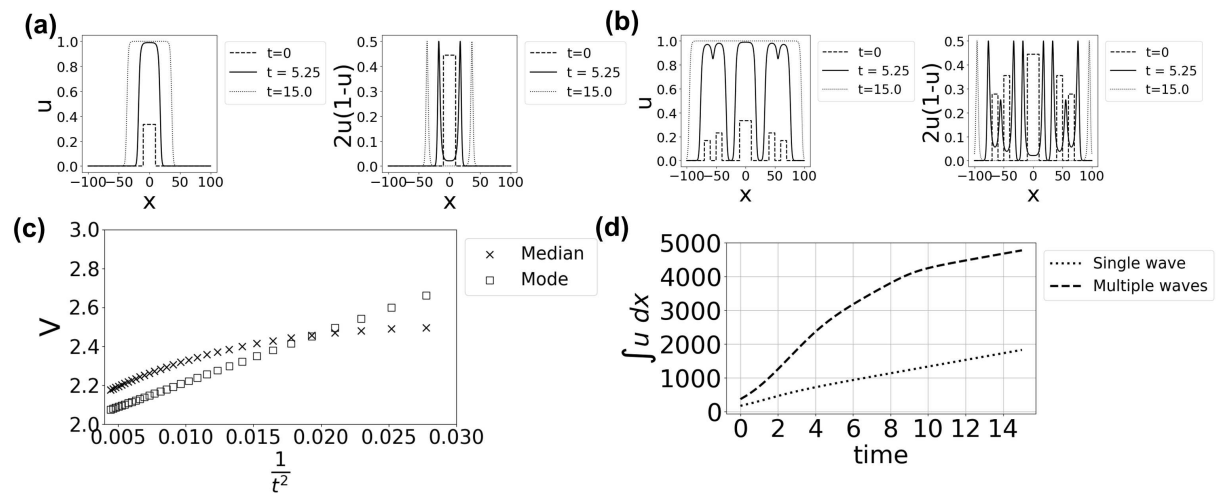 (a)
1.0
0.8
0.6
0.4
0.2
0.0
u
−100−50 0 50 100
x
t=0
t = 5.25
t=15.0
0.5
0.4
0.3
0.2
0.1
0.0
2u(1-u)
−100−50 0 50 100
x
t=0
t = 5.25
t=15.0
(b)
1.0
0.8
0.6
0.4
0.2
0.0
u
−100−50 0 50 100
x
t=0
t = 5.25
t=15.0
0.5
0.4
0.3
0.2
0.1
0.0
2u(1-u)
−100−50 0 50 100
x
t=0
t = 5.25
t=15.0
(c)
3.0
2.8
2.6
2.4
2.2
2.0
V
0.005 0.010 0.015 0.020 0.025 0.030
1
t²
Median
Mode
(d)
5000
4000
3000
2000
1000
0
∫u dx
0 2 4 6 8 10 12 14
time
Single wave
Multiple waves